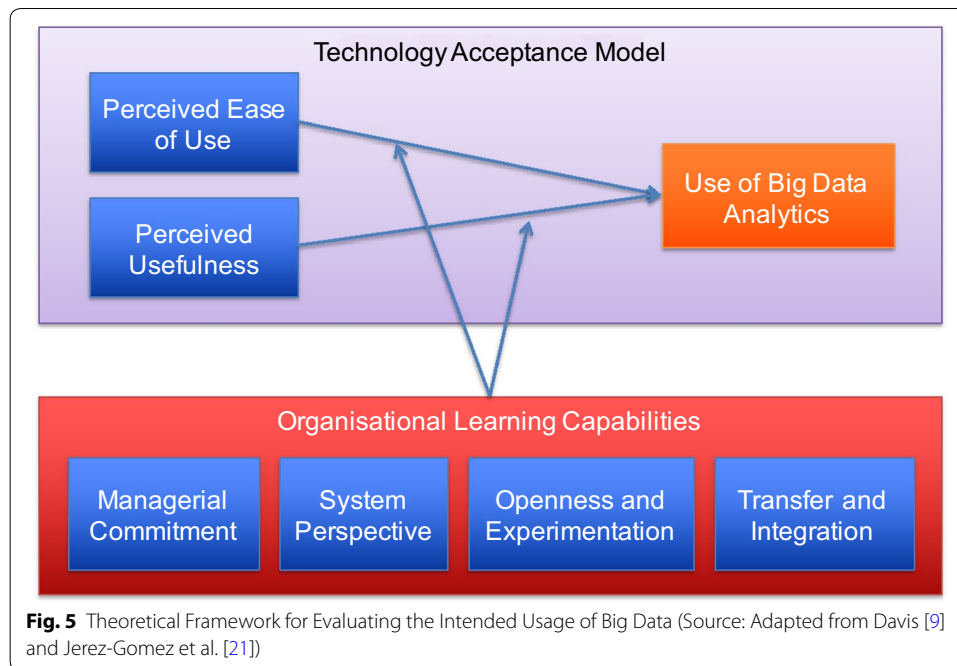 Technology Acceptance Model
Perceived Ease
of Use
Perceived
Usefulness
Use of Big Data
Analytics
Organisational Learning Capabilities
Managerial
Commitment
System
Perspective
Openness and
Experimentation
Transfer and
Integration
Fig. 5 Theoretical Framework for Evaluating the Intended Usage of Big Data (Source: Adapted from Davis [9]
and Jerez-Gomez et al. [21])